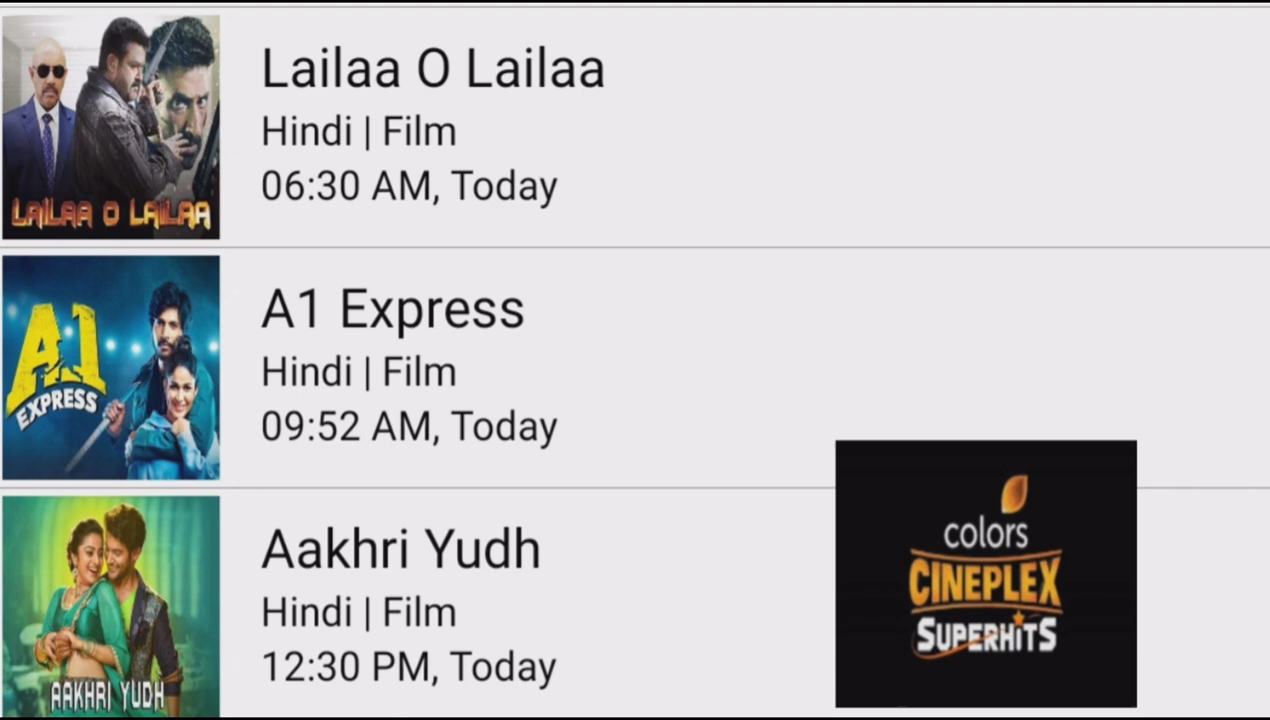 LAILAA O LAILAA
Lailaa O Lailaa
Hindi | Film
06:30 AM, Today
A1
EXPRESS
A1 Express
Hindi | Film
09:52 AM, Today
AAKHRI YUDH
Aakhri Yudh
Hindi | Film
12:30 PM, Today
colors
CINEPLEX
SUPERHiTS